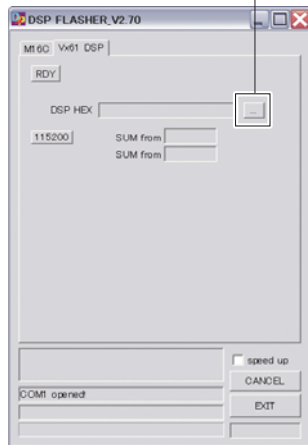 DSP FLASHER_V2.70
M16C Vx61 DSP
RDY
DSP HEX ...
115200 SUM from
SUM from
speed up
CANCEL
COM1 opened!
EXIT